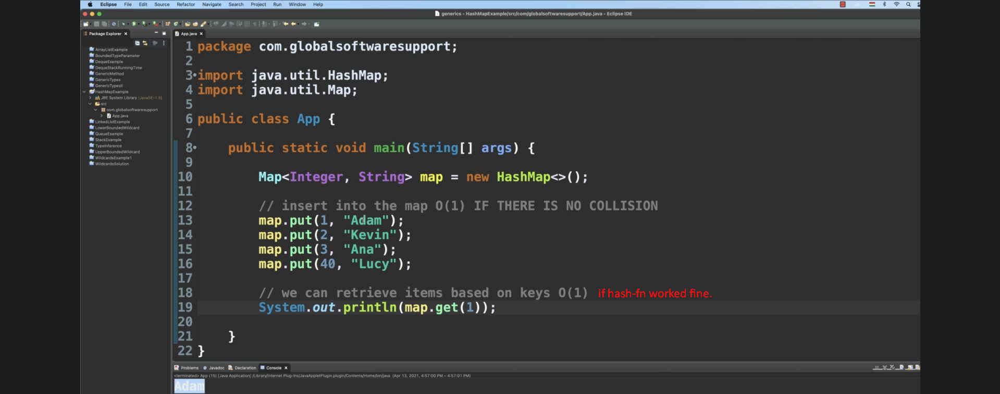 Eclipse File Edit Source Refactor Navigate Search Project Run Window Help
generics - HashMapExample/src/com/globalsoftwaresupport/App.java - Eclipse IDE
Package Explorer
App.java
ArrayListExample
BoundedTypeParameter
DequeExample
DequeStackRunningTime
GenericMethod
GenericTypes
GenericTypesII
HashMapExample
JRE System Library [JavaSE-1.8]
src
com.globalsoftwaresupport
App.java
LinkedListExample
LowerBoundedWildcard
QueueExample
StackExample
TypeInference
UpperBoundedWildcard
WildcardsExample1
WildcardsSolution
1 package com.globalsoftwaresupport;
2
3 import java.util.HashMap;
4 import java.util.Map;
5
6 public class App {
7
8 public static void main(String[] args) {
9
10 Map<Integer, String> map = new HashMap<>();
11
12 // insert into the map O(1) IF THERE IS NO COLLISION
13 map.put(1, "Adam");
14 map.put(2, "Kevin");
15 map.put(3, "Ana");
16 map.put(40, "Lucy");
17
18 // we can retrieve items based on keys O(1) if hash-fn worked fine.
19 System.out.println(map.get(1));
20
21 }
22 }
Problems Javadoc Declaration Console
<terminated> App (15) [Java Application] /Library/Internet Plug-Ins/JavaAppletPlugin.plugin/Contents/Home/bin/java (Apr 13, 2021, 4:57:00 PM – 4:57:01 PM)
Adam